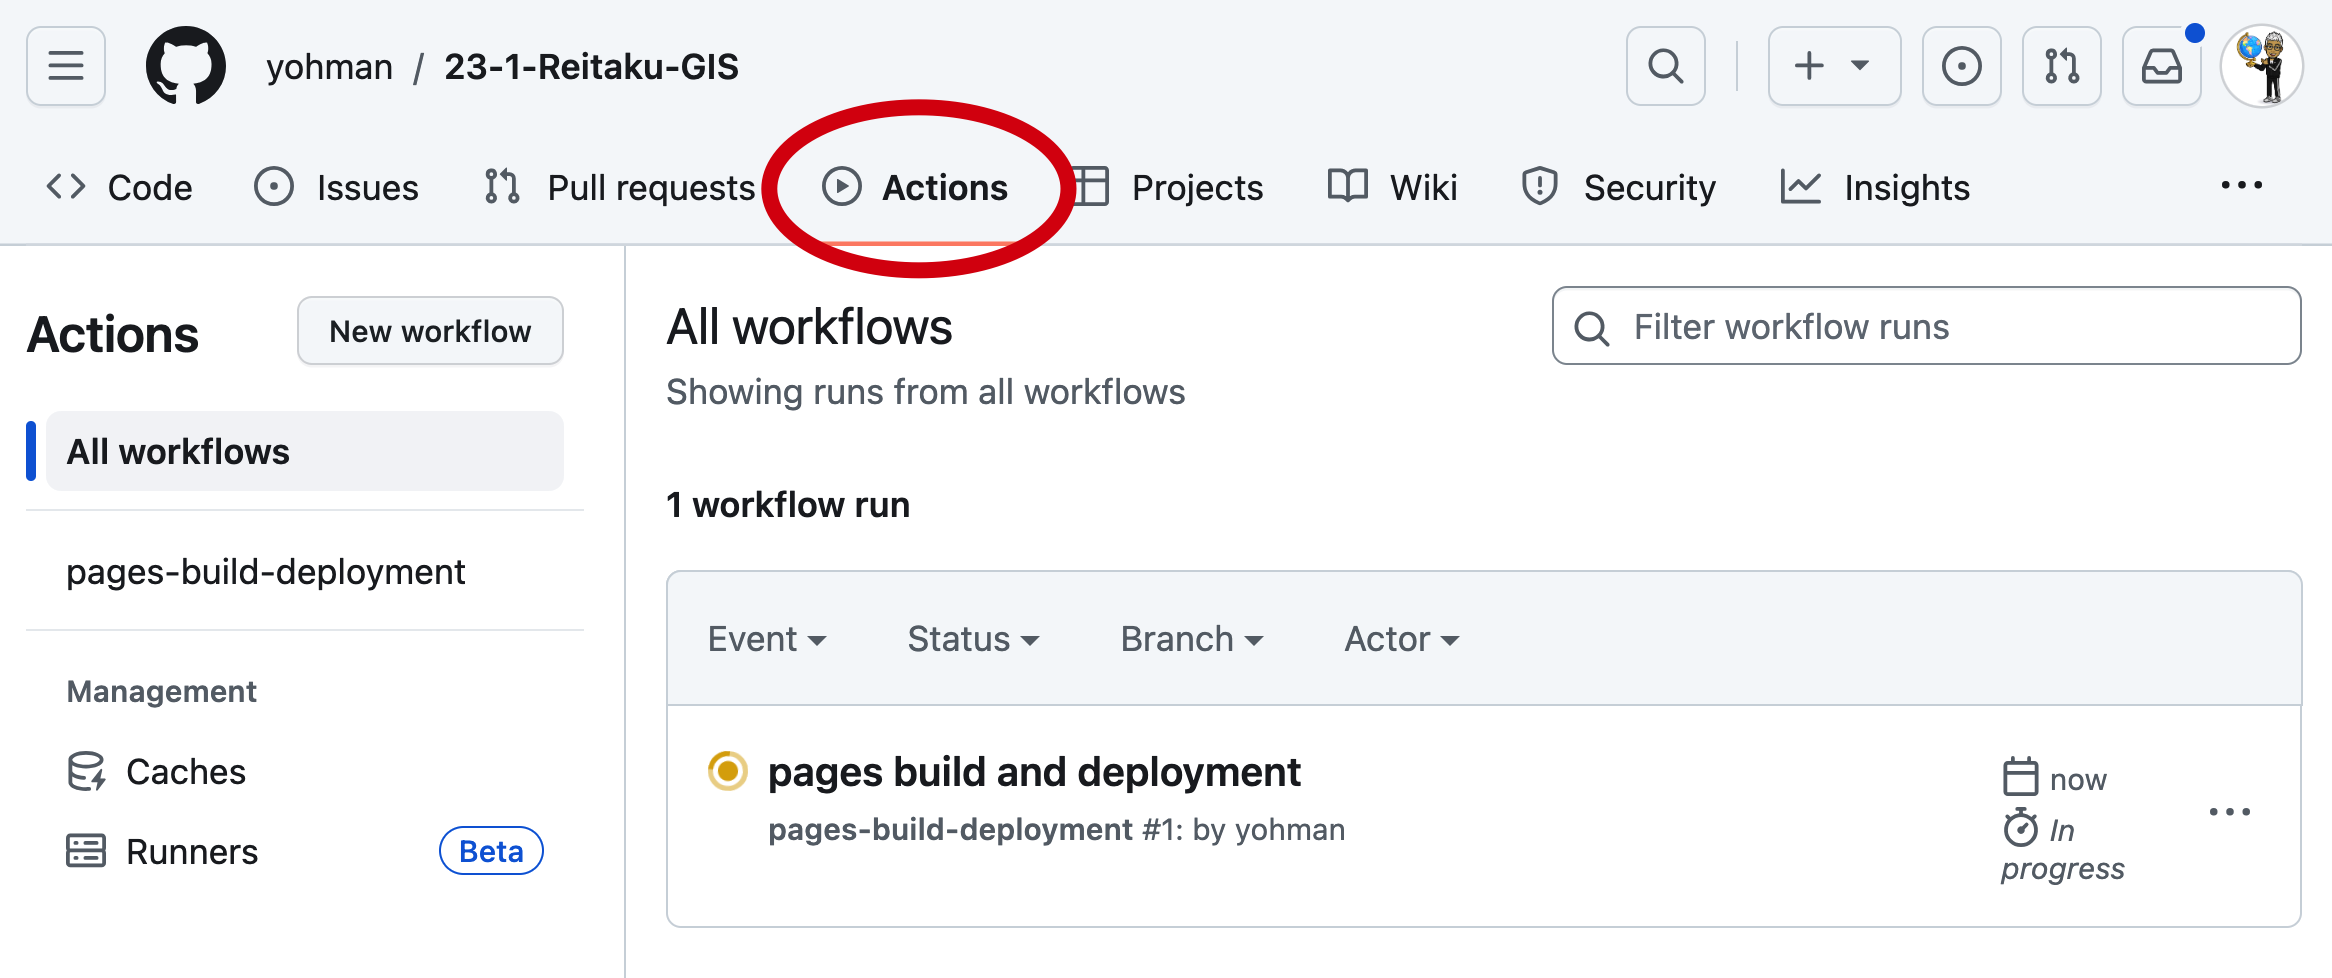 yohman / 23-1-Reitaku-GIS
Code Issues Pull requests Actions Projects Wiki Security Insights
Actions
New workflow
All workflows
pages-build-deployment
Management
Caches
Runners Beta
All workflows
Filter workflow runs
Showing runs from all workflows
1 workflow run
Event Status Branch Actor
pages build and deployment
pages-build-deployment #1: by yohman
now
In
progress